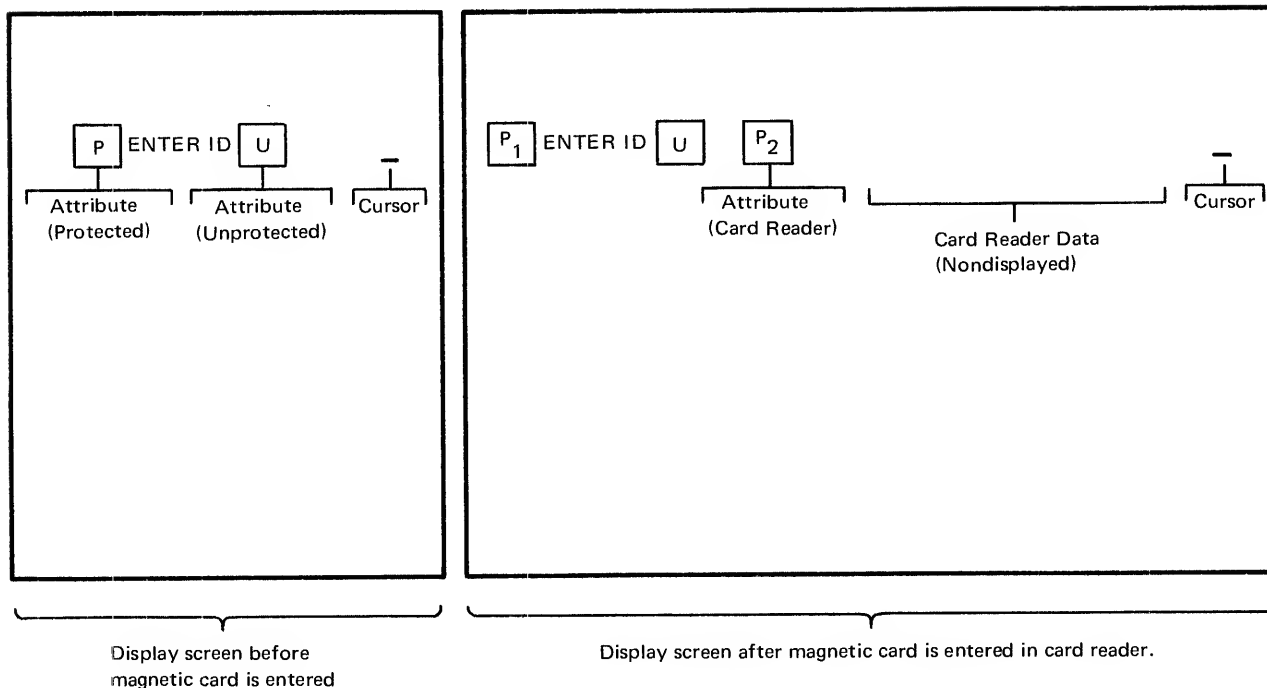 P ENTER ID U
Attribute
(Protected)
Attribute
(Unprotected)
Cursor
Display screen before
magnetic card is entered
P1 ENTER ID U P2
Attribute
(Card Reader)
Card Reader Data
(Nondisplayed)
Cursor
Display screen after magnetic card is entered in card reader.